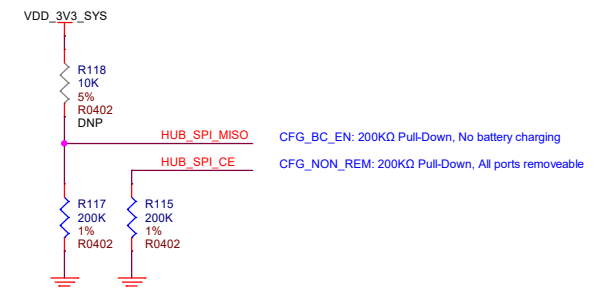 VDD_3V3_SYS
R118
10K
5%
R0402
DNP
HUB_SPI_MISO
CFG_BC_EN: 200KΩ Pull-Down, No battery charging
HUB_SPI_CE
CFG_NON_REM: 200KΩ Pull-Down, All ports removeable
R117
200K
1%
R0402
R115
200K
1%
R0402